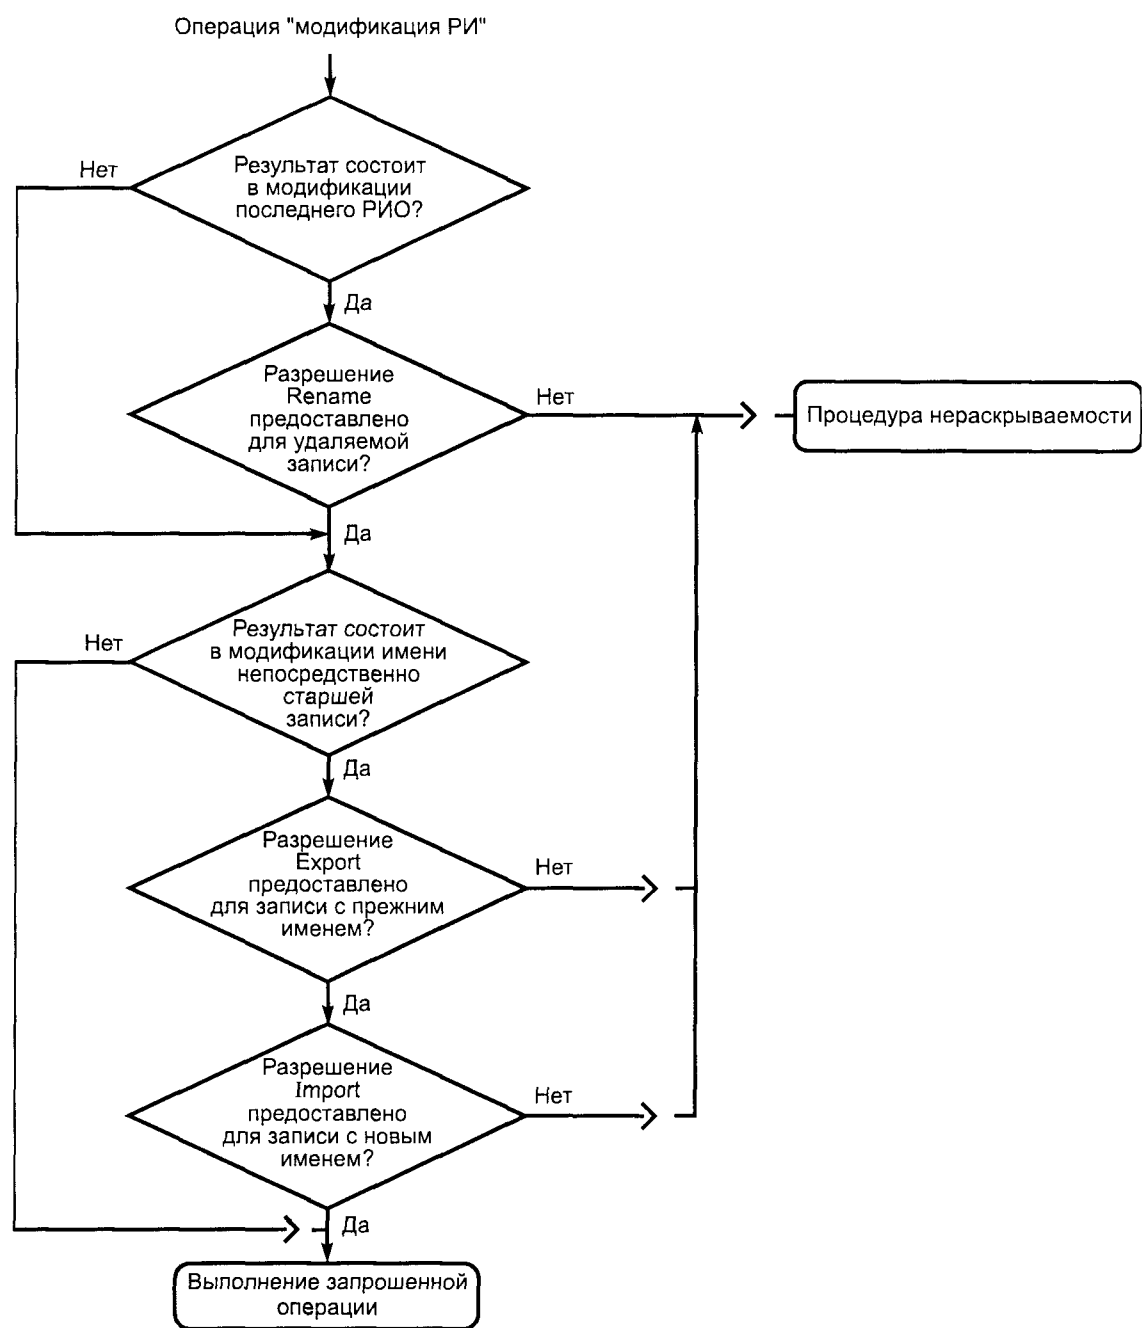 Операция "модификация РИ"
Нет
Результат состоит
в модификации
последнего РИО?
Да
Разрешение
Rename
предоставлено
для удаляемой
записи?
Нет
Процедура нераскрываемости
Да
Нет
Результат состоит
в модификации имени
непосредственно
старшей
записи?
Да
Разрешение
Export
предоставлено
для записи с прежним
именем?
Нет
Да
Разрешение
Import
предоставлено
для записи с новым
именем?
Нет
Да
Выполнение запрошенной
операции